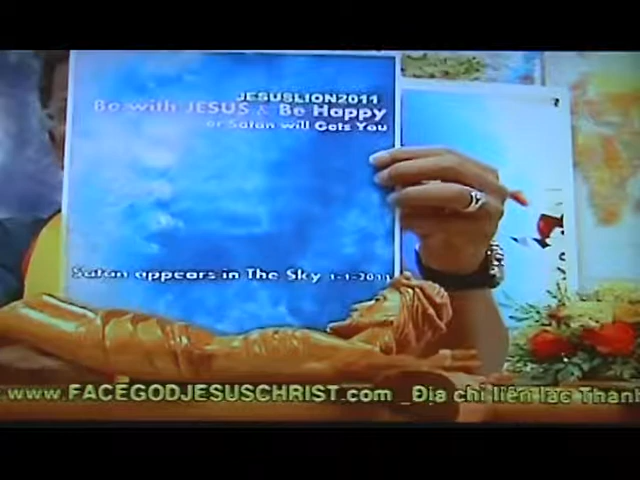 JESUSLION2011
Be with JESUS & Be Happy
or Satan will Gets You
Satan appears in The Sky 1-1-2011
www.FACEGODJESUSCHRIST.com _Địa chỉ liên lạc Thanh